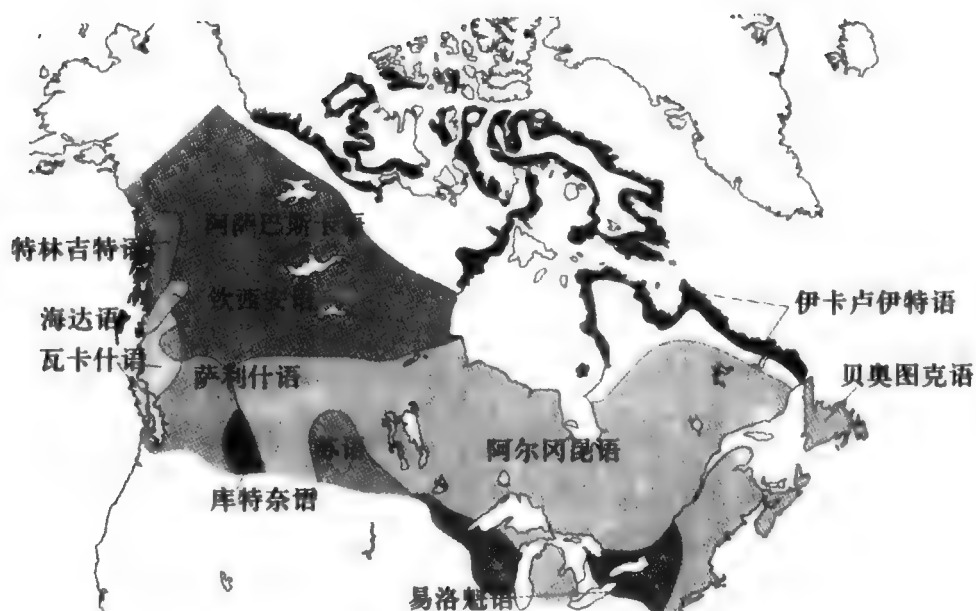 阿萨巴斯卡语
特林吉特语
钦西安语
海达语
伊卡卢伊特语
瓦卡什语
萨利什语
贝奥图克语
苏语
阿尔冈昆语
库特奈语
易洛魁语